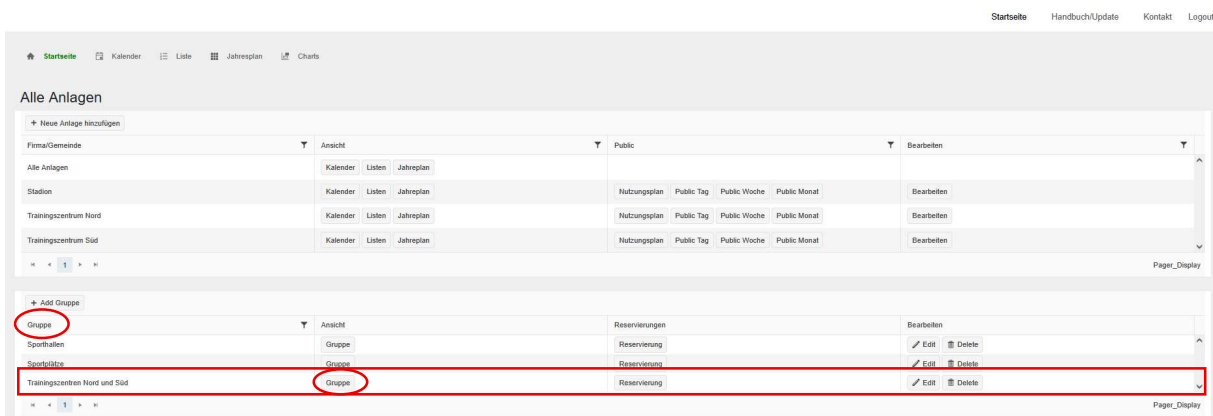 Startseite Handbuch/Update Kontakt Logout
Startseite Kalender Liste Jahresplan Charts
Alle Anlagen
+ Neue Anlage hinzufügen
Firma/Gemeinde Ansicht Public Bearbeiten
Alle Anlagen Kalender Listen Jahreplan
Stadion Kalender Listen Jahreplan Nutzungsplan Public Tag Public Woche Public Monat Bearbeiten
Trainingszentrum Nord Kalender Listen Jahreplan Nutzungsplan Public Tag Public Woche Public Monat Bearbeiten
Trainingszentrum Süd Kalender Listen Jahreplan Nutzungsplan Public Tag Public Woche Public Monat Bearbeiten
1 Pager_Display
+ Add Gruppe
Gruppe Ansicht Reservierungen Bearbeiten
Sporthallen Gruppe Reservierung Edit Delete
Sportplätze Gruppe Reservierung Edit Delete
Trainingszentren Nord und Süd Gruppe Reservierung Edit Delete
1 Pager_Display